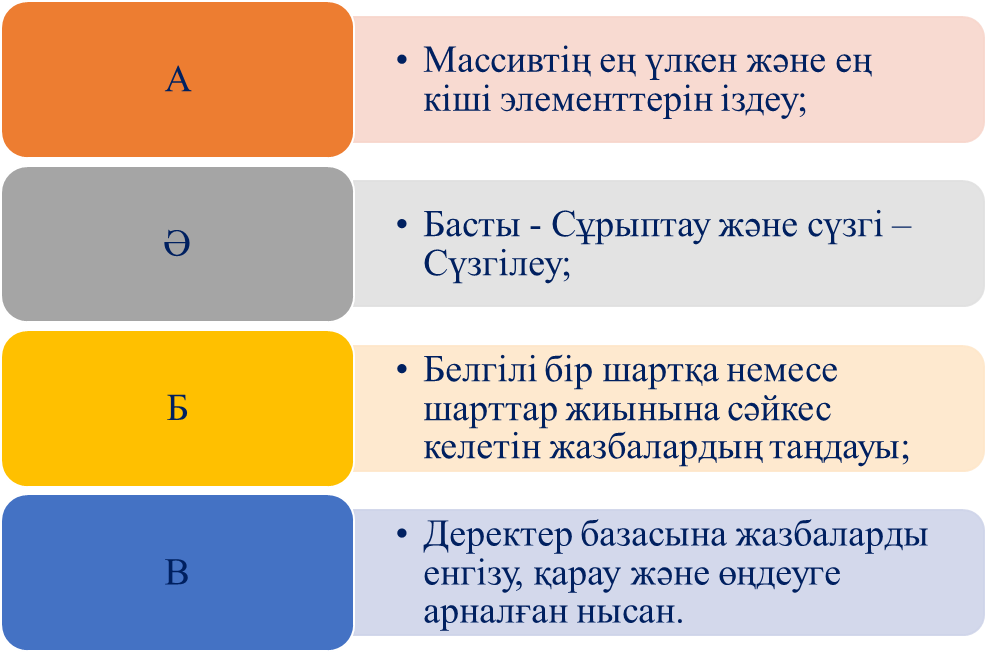 А
• Массивтің ең үлкен және ең
кіші элементтерін іздеу;
Ә
• Басты - Сұрыптау және сүзгі –
Сүзгілеу;
Б
• Белгілі бір шартқа немесе
шарттар жиынына сәйкес
келетін жазбалардың таңдауы;
В
• Деректер базасына жазбаларды
енгізу, қарау және өңдеуге
арналған нысан.